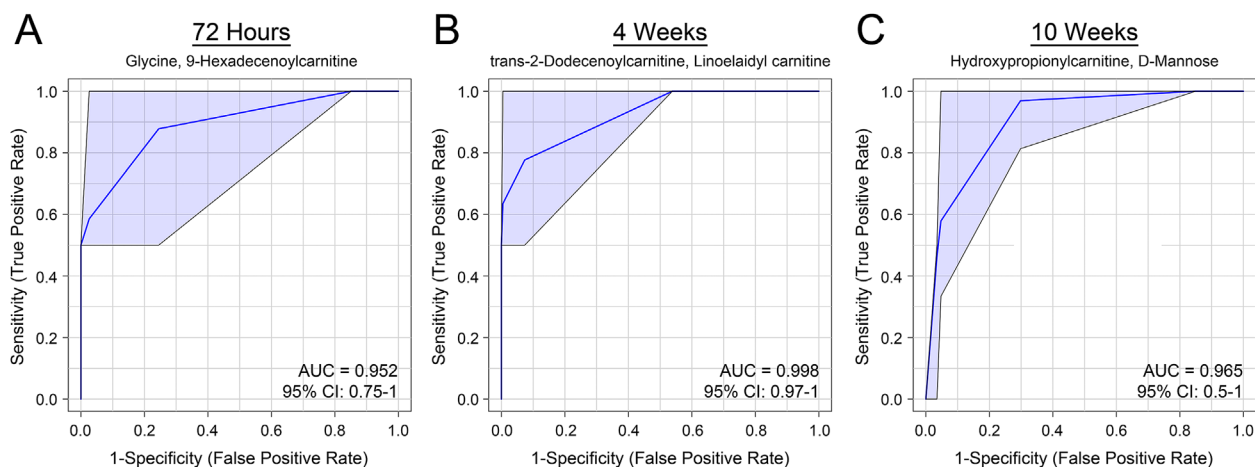 A
72 Hours
Glycine, 9-Hexadecenoylcarnitine
Sensitivity (True Positive Rate)
1.0
0.8
0.6
0.4
0.2
0.0
AUC = 0.952
95% CI: 0.75-1
0.0 0.2 0.4 0.6 0.8 1.0
1-Specificity (False Positive Rate)
B
4 Weeks
trans-2-Dodecenoylcarnitine, Linoelaidyl carnitine
Sensitivity (True Positive Rate)
1.0
0.8
0.6
0.4
0.2
0.0
AUC = 0.998
95% CI: 0.97-1
0.0 0.2 0.4 0.6 0.8 1.0
1-Specificity (False Positive Rate)
C
10 Weeks
Hydroxypropionylcarnitine, D-Mannose
Sensitivity (True Positive Rate)
1.0
0.8
0.6
0.4
0.2
0.0
AUC = 0.965
95% CI: 0.5-1
0.0 0.2 0.4 0.6 0.8 1.0
1-Specificity (False Positive Rate)